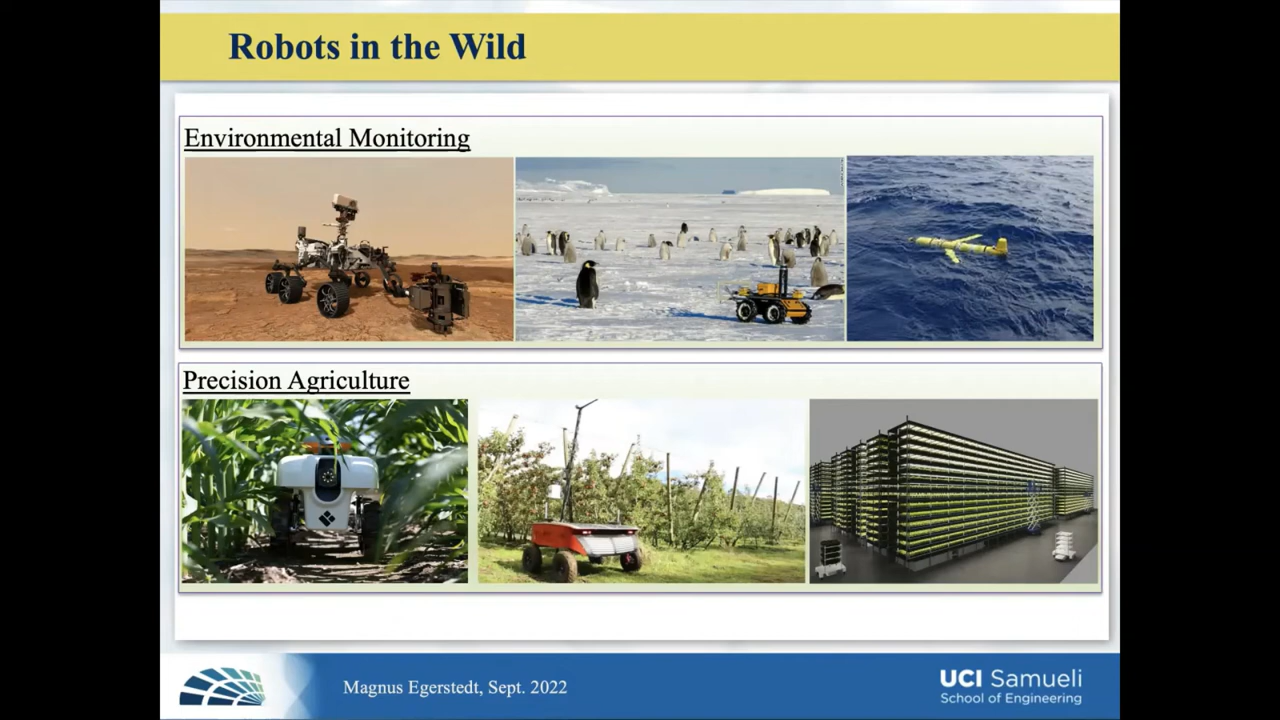 Robots in the Wild
Environmental Monitoring
Precision Agriculture
Magnus Egerstedt, Sept. 2022
UCI Samueli
School of Engineering